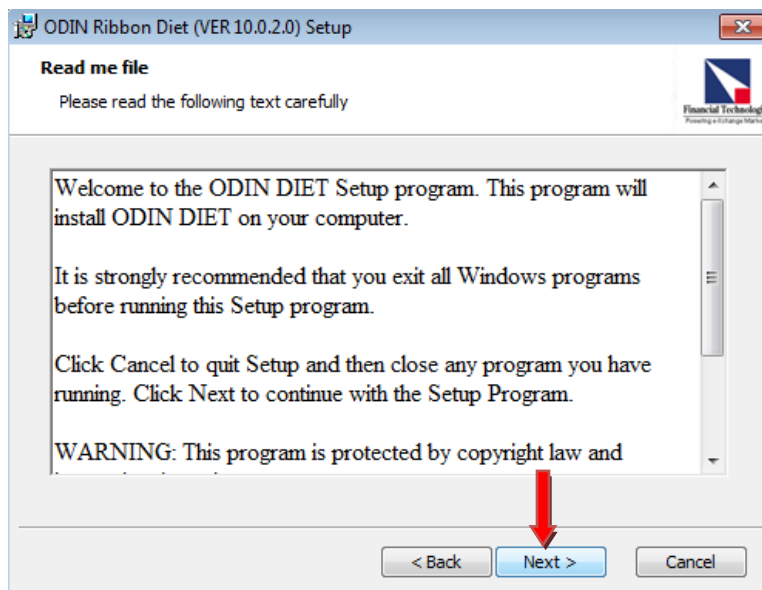 ODIN Ribbon Diet (VER 10.0.2.0) Setup
Read me file
Please read the following text carefully
Financial Technologi
Welcome to the ODIN DIET Setup program. This program will
install ODIN DIET on your computer.
It is strongly recommended that you exit all Windows programs
before running this Setup program.
Click Cancel to quit Setup and then close any program you have
running. Click Next to continue with the Setup Program.
WARNING: This program is protected by copyright law and
< Back
Next >
Cancel